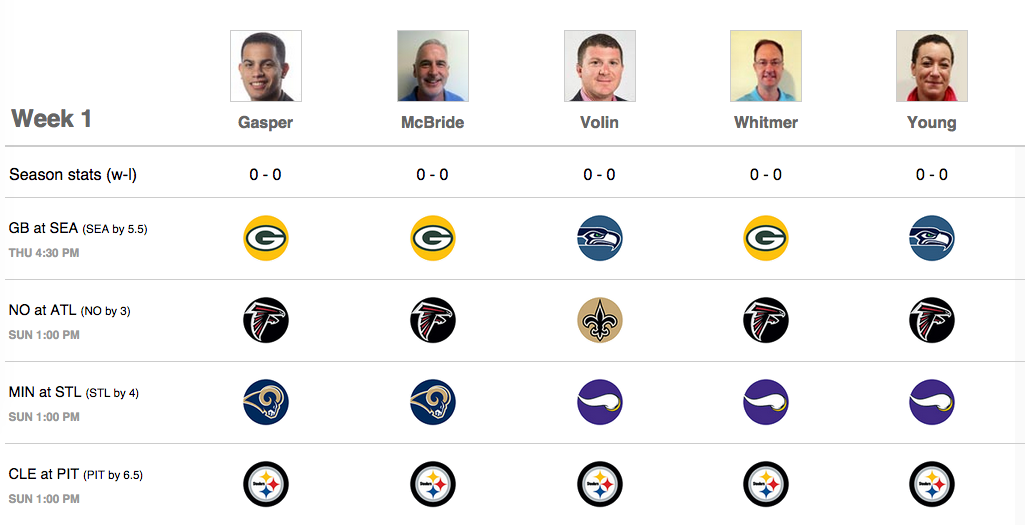 Week 1
Gasper McBride Volin Whitmer Young
Season stats (w-l) 0 - 0 0 - 0 0 - 0 0 - 0 0 - 0
GB at SEA (SEA by 5.5)
THU 4:30 PM
G G G
NO at ATL (NO by 3)
SUN 1:00 PM
MIN at STL (STL by 4)
SUN 1:00 PM
CLE at PIT (PIT by 6.5)
SUN 1:00 PM
Steelers Steelers Steelers Steelers Steelers